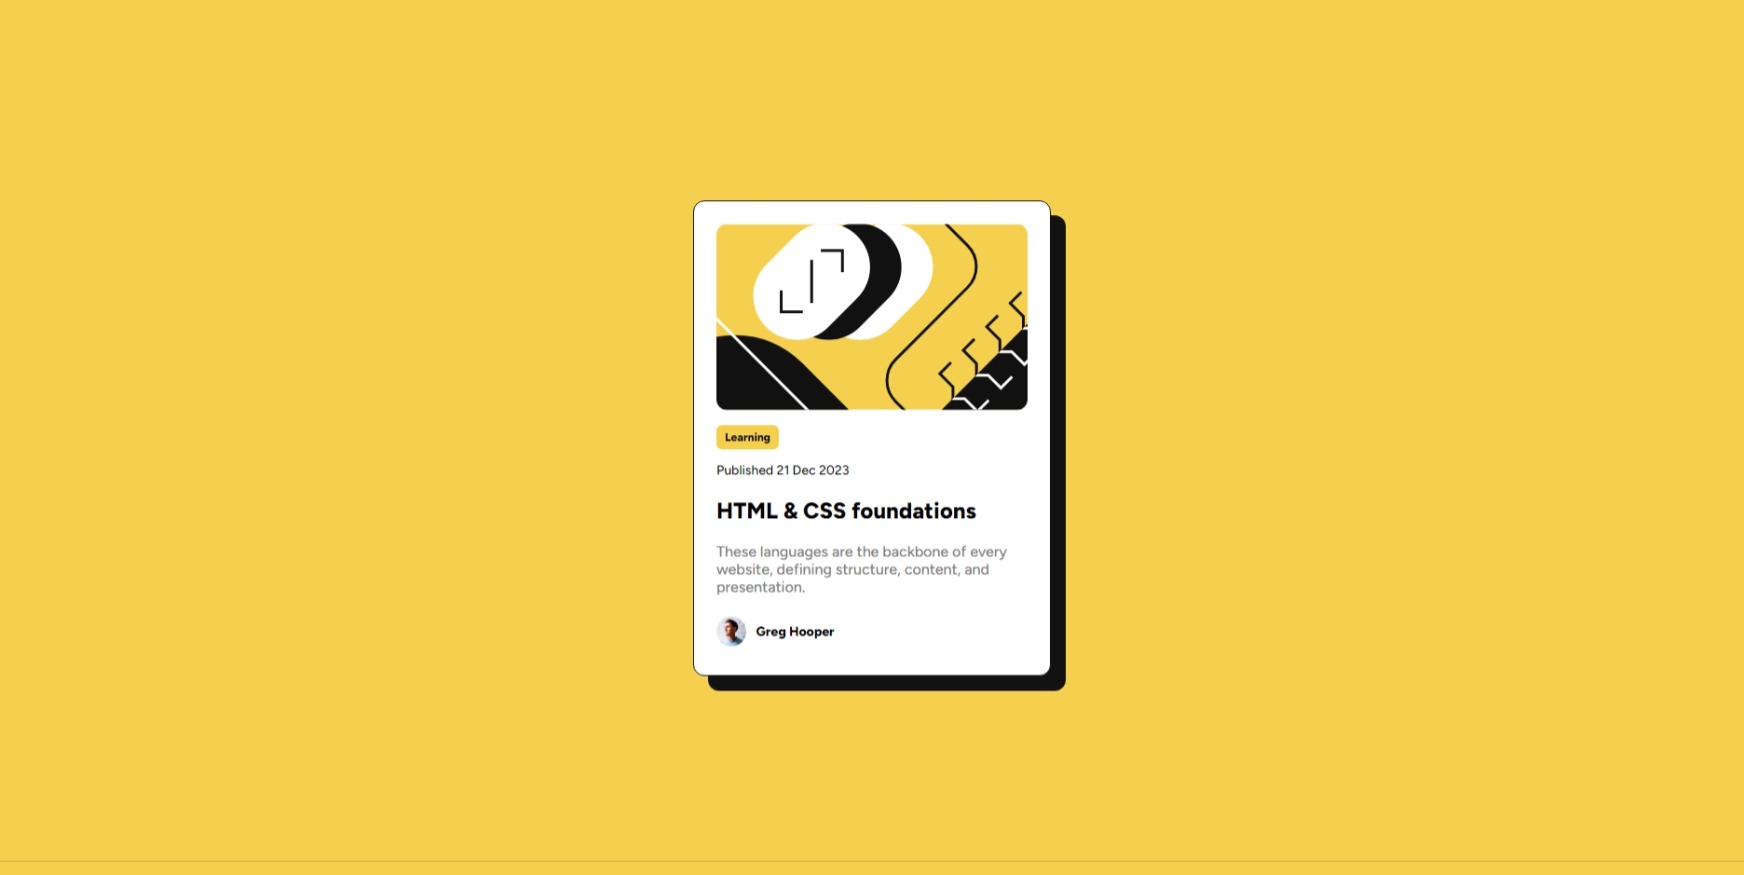 Learning
Published 21 Dec 2023
HTML & CSS foundations
These languages are the backbone of every
website, defining structure, content, and
presentation.
Greg Hooper